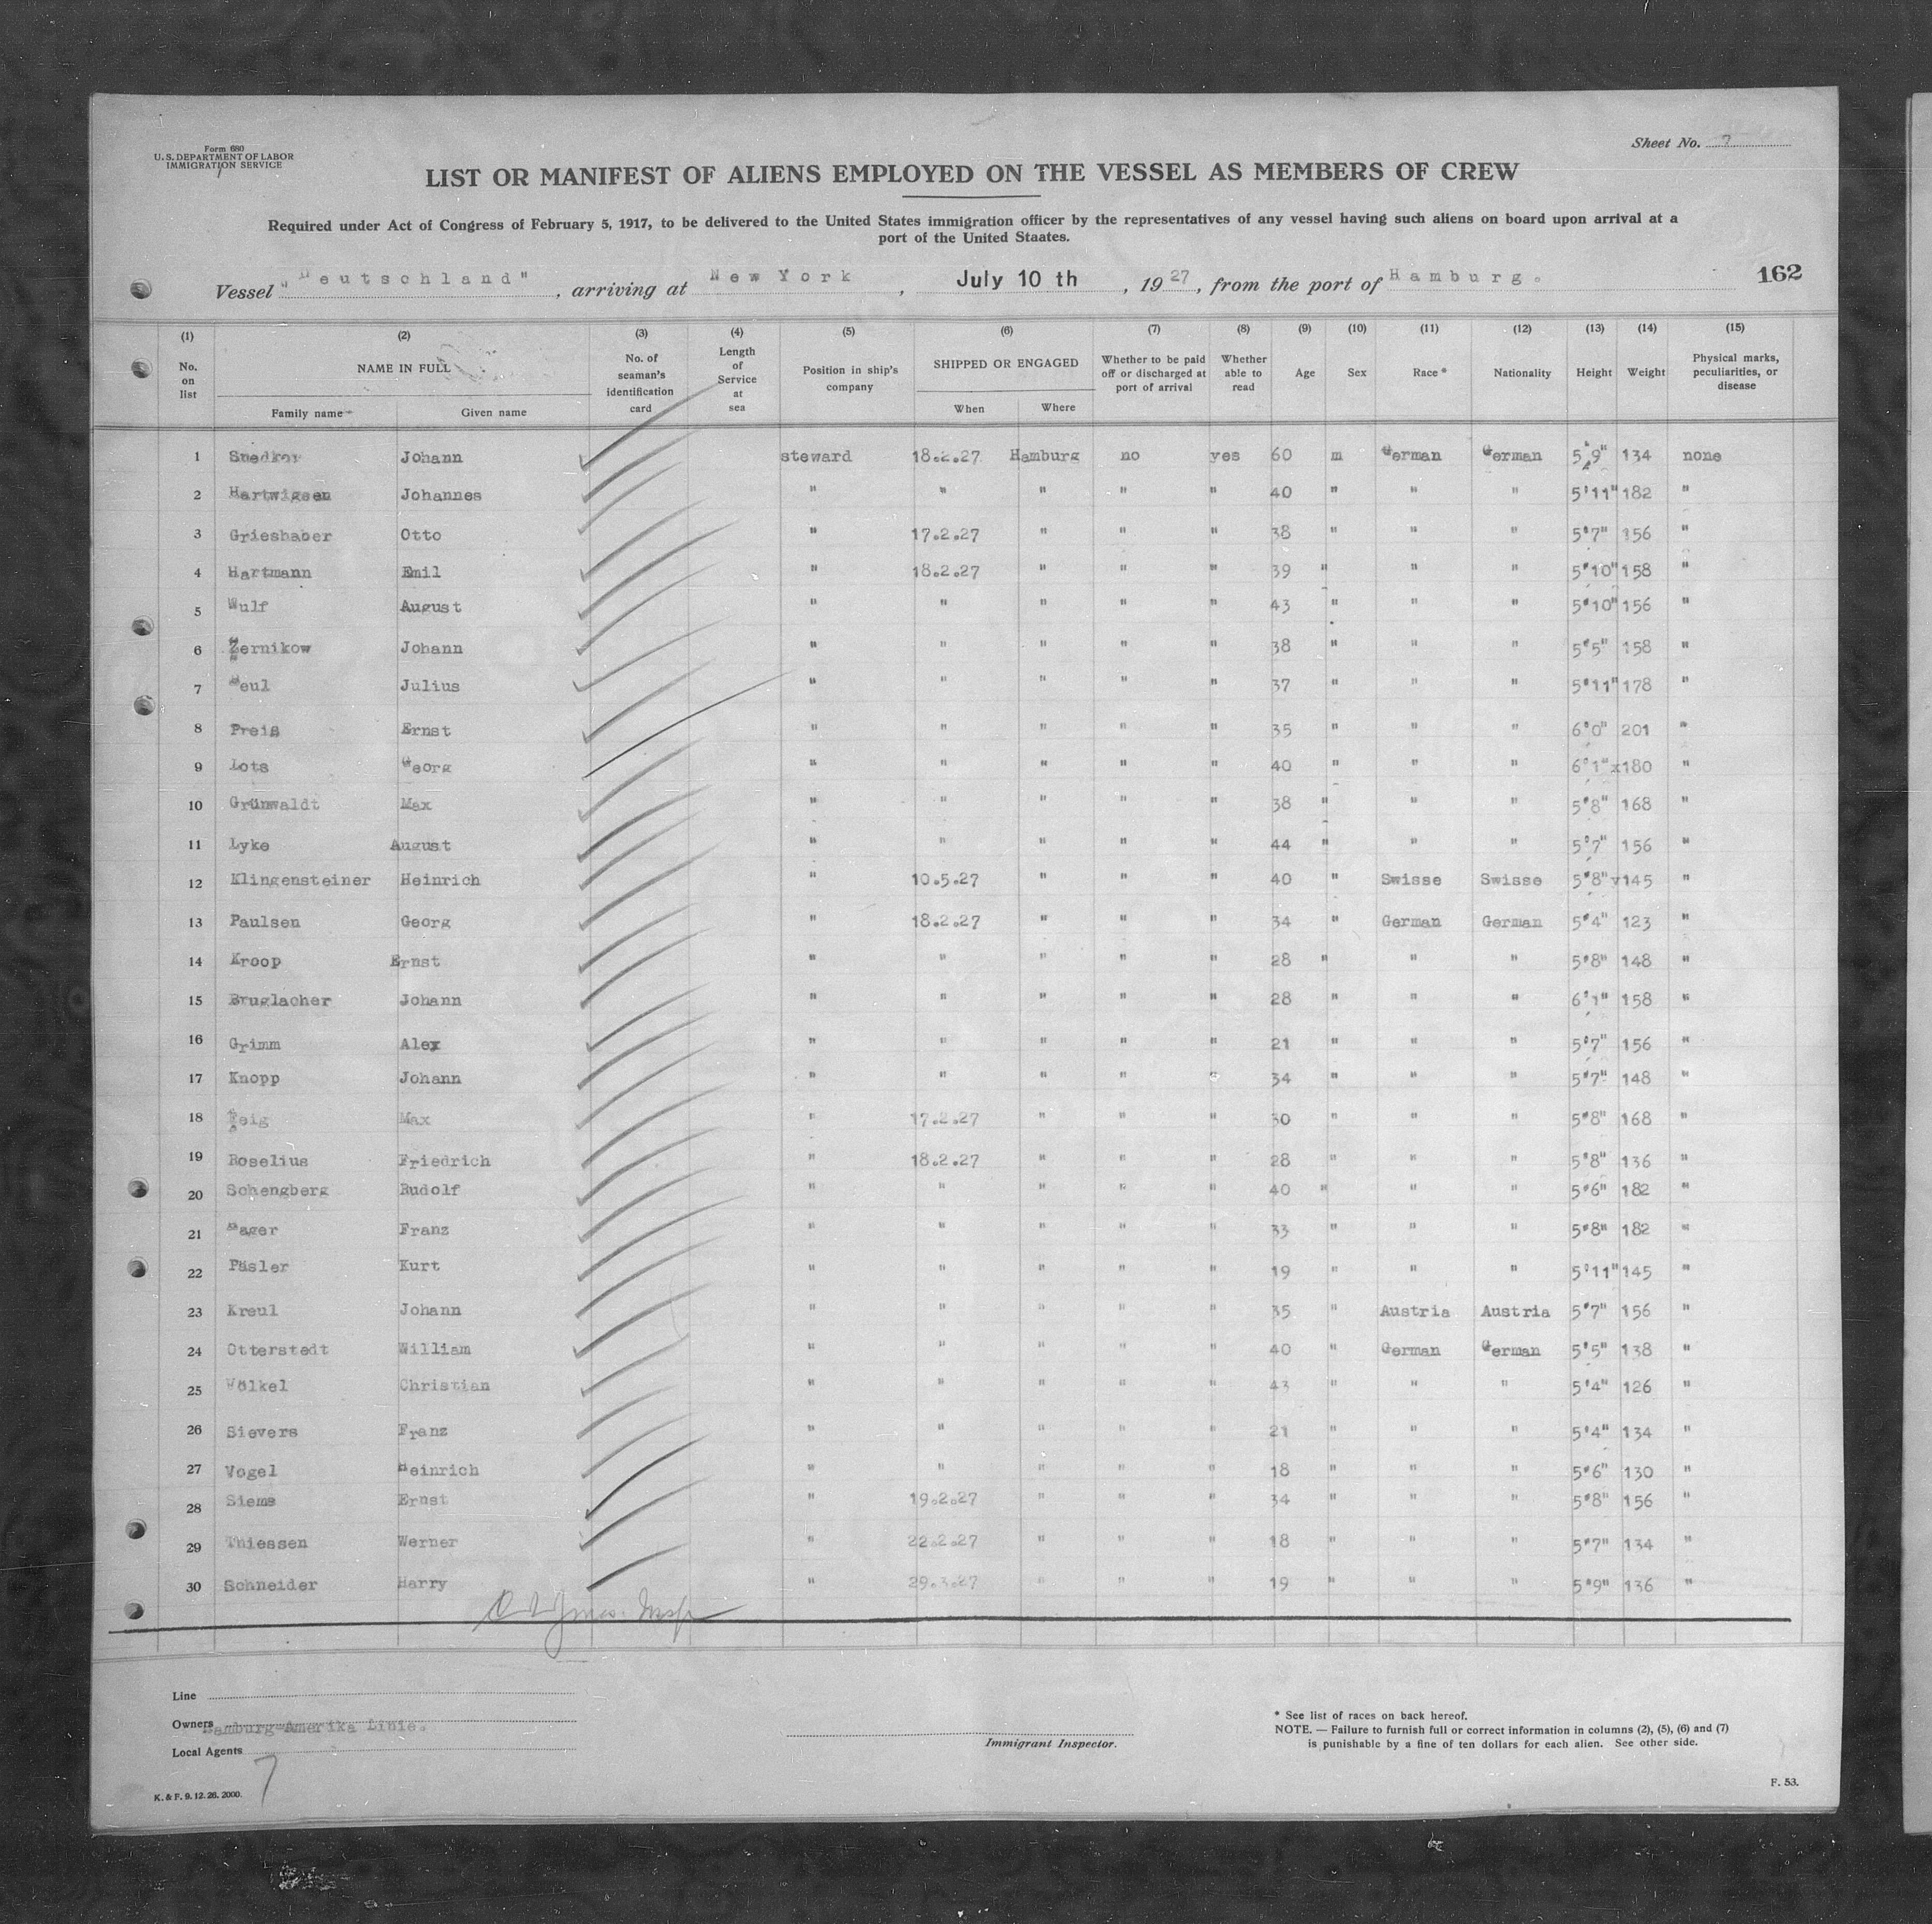 Form 680
U. S. DEPARTMENT OF LABOR
IMMIGRATION SERVICE
Sheet No. 7
LIST OR MANIFEST OF ALIENS EMPLOYED ON THE VESSEL AS MEMBERS OF CREW
Required under Act of Congress of February 5, 1917, to be delivered to the United States immigration officer by the representatives of any vessel having such aliens on board upon arrival at a
port of the United Staates.
Vessel "Deutschland", arriving at New York, July 10 th, 1927, from the port of Hamburg. 162
(1) (2) (3) (4) (5) (6) (7) (8) (9) (10) (11) (12) (13) (14) (15)
No. on list NAME IN FULL Family name Given name No. of seaman's identification card Length of Service at sea Position in ship's company SHIPPED OR ENGAGED When Where Whether to be paid off or discharged at port of arrival Whether able to read Age Sex Race * Nationality Height Weight Physical marks, peculiarities, or disease
1 Johann steward 18.2.27 Hamburg no yes 60 m German German 5'9" 134 none
2 Hartwigsen Johannes " " " " " 40 " " " 5'11" 182 "
3 Grieshaber Otto " 17.2.27 " " " 38 " " " 5'7" 156 "
4 Hartmann Emil " 18.2.27 " " " 39 " " " 5'10" 158 "
5 Wulf August " " " " " 43 " " " 5'10" 156 "
6 Zernikow Johann " " " " " 38 " " " 5'5" 158 "
7 Julius " " " " " 37 " " " 5'11" 178 "
8 Preiß Ernst " " " " " 35 " " " 6'0" 201 "
9 Lots Georg " " " " " 40 " " " 6'1" x180 "
10 Grünwaldt Max " " " " " 38 " " " 5'8" 168 "
11 Lyke August " " " " " 44 " " " 5'7" 156 "
12 Klingensteiner Heinrich " 10.5.27 " " " 40 " Swisse Swisse 5'8" 145 "
13 Paulsen Georg " 18.2.27 " " " 34 " German German 5'4" 123 "
14 Kroop Ernst " " " " " 28 " " " 5'8" 148 "
15 Bruglacher Johann " " " " " 28 " " " 6'1" 158 "
16 Grimm Alex " " " " " 21 " " " 5'7" 156 "
17 Knopp Johann " " " " " 34 " " " 5'7" 148 "
18 Feig Max " 17.2.27 " " " 30 " " " 5'8" 168 "
19 Roselius Friedrich " 18.2.27 " " " 28 " " " 5'8" 136 "
20 Schengberg Rudolf " " " " " 40 " " " 5'6" 182 "
21 Franz " " " " " 33 " " " 5'8" 182 "
22 Päsler Kurt " " " " " 19 " " " 5'11" 145 "
23 Kreul Johann " " " " " 35 " Austria Austria 5'7" 156 "
24 Otterstedt William " " " " " 40 " German German 5'5" 138 "
25 Völkel Christian " " " " " 43 " " " 5'4" 126 "
26 Sievers Franz " " " " " 21 " " " 5'4" 134 "
27 Vogel Heinrich " " " " " 18 " " " 5'6" 130 "
28 Siems Ernst " 19.2.27 " " " 34 " " " 5'8" 156 "
29 Thiessen Werner " 22.2.27 " " " 18 " " " 5'7" 134 "
30 Schneider Harry " 29.3.27 " " " 19 " " " 5'9" 136 "
Line
Owners Hamburg-Amerika Linie.
Local Agents
7
Immigrant Inspector.
* See list of races on back hereof.
NOTE. — Failure to furnish full or correct information in columns (2), (5), (6) and (7)
is punishable by a fine of ten dollars for each alien. See other side.
K. & F. 9. 12. 26. 2000.
F. 53.